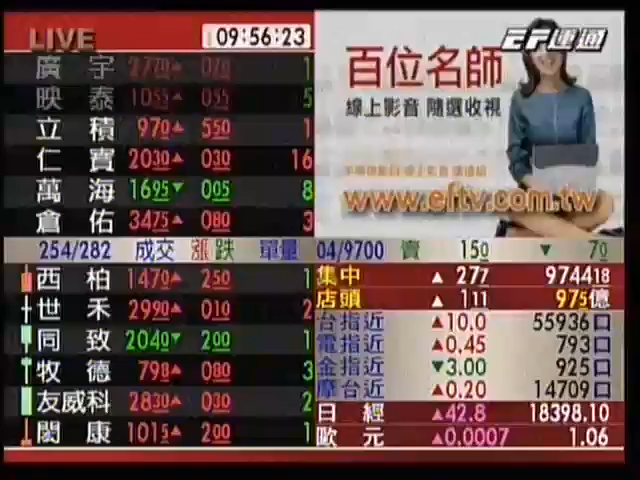 LIVE 09:56:23
廣宇 2770▲ 070 1
映泰 1055▲ 055 5
立積 970▲ 550 1
仁寶 2030▲ 030 16
萬海 1695▼ 005 8
倉佑 3475▲ 080 3
254/282 成交 漲跌 單量
西柏 1470▲ 250 1
世禾 2990▲ 010 2
同致 2040▼ 200 1
牧德 798▲ 080 3
友威科 2830▲ 030 2
閎康 1015▲ 200 1
EF連通
百位名師
線上影音 隨選收視
www.eftv.com.tw
04/9700 賣 150 ▼ 70
集中 ▲ 277 974418
店頭 ▲ 111 975億
台指近 ▲10.0 55936口
電指近 ▲0.45 793口
金指近 ▼3.00 925口
摩台近 ▲0.20 14709口
日經 ▲42.8 18398.10
歐元 ▲0.0007 1.06